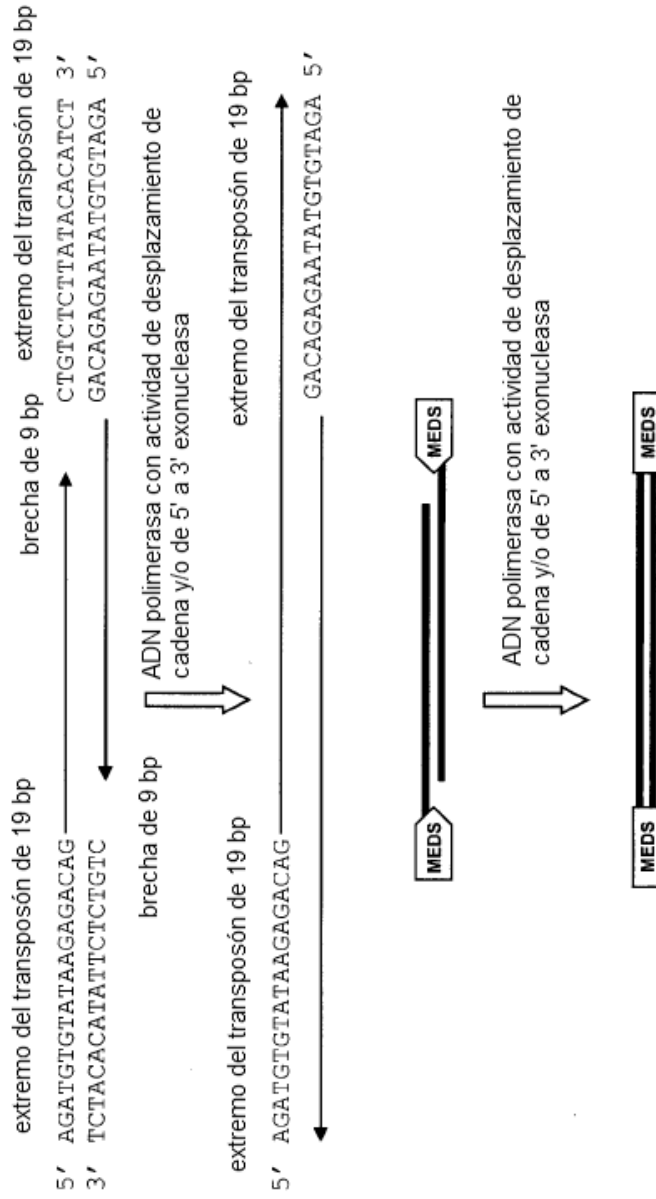 extremo del transposón de 19 bp
brecha de 9 bp
extremo del transposón de 19 bp
5' AGATGTGTATAAGAGACAG
CTGTCTCTTATACACATCT 3'
3' TCTACACATATTCTCTGTC
GACAGAGAATATGTGTAGA 5'
brecha de 9 bp
ADN polimerasa con actividad de desplazamiento de
cadena y/o de 5' a 3' exonucleasa
extremo del transposón de 19 bp
extremo del transposón de 19 bp
5' AGATGTGTATAAGAGACAG
GACAGAGAATATGTGTAGA 5'
MEDS
MEDS
ADN polimerasa con actividad de desplazamiento de
cadena y/o de 5' a 3' exonucleasa
MEDS
MEDS